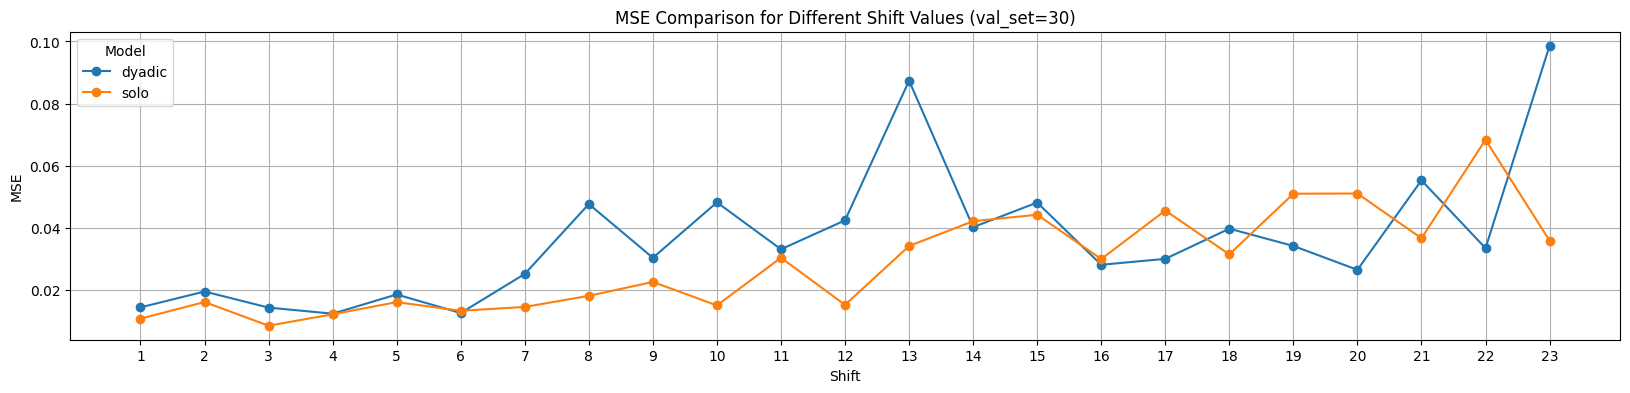 MSE Comparison for Different Shift Values (val_set=30)
Model
dyadic
solo
MSE
0.10
0.08
0.06
0.04
0.02
1 2 3 4 5 6 7 8 9 10 11 12 13 14 15 16 17 18 19 20 21 22 23
Shift